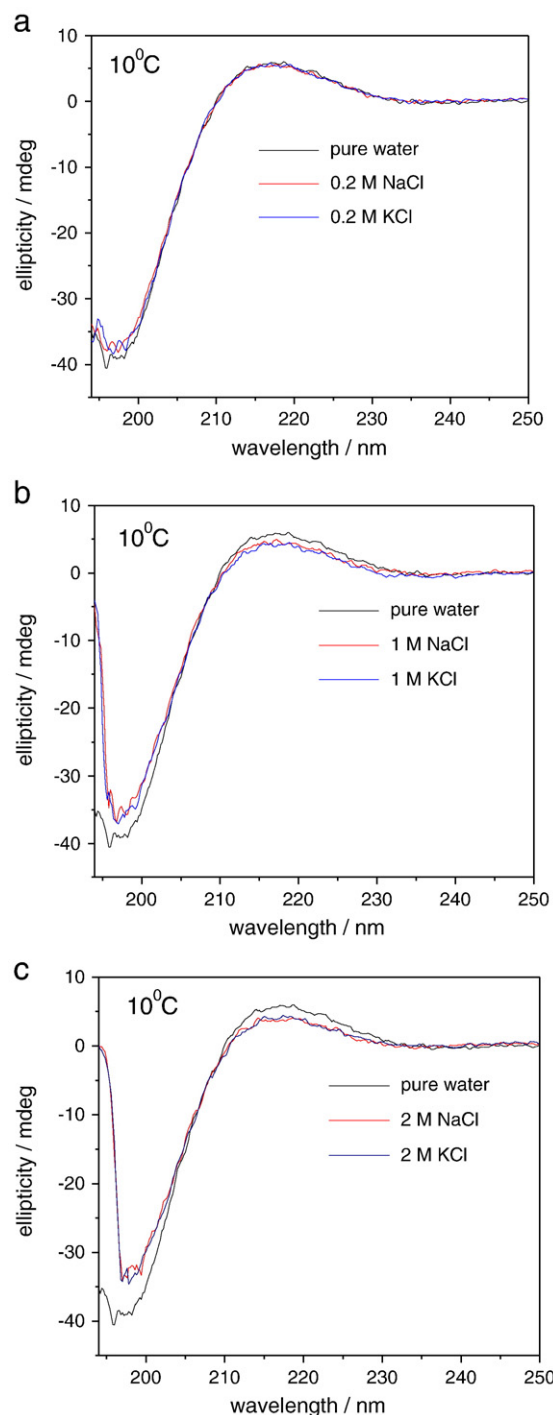 a
10⁰C
10
0
-10
-20
-30
-40
ellipticity / mdeg
pure water
0.2 M NaCl
0.2 M KCl
200 210 220 230 240 250
wavelength / nm
b
10⁰C
10
0
-10
-20
-30
-40
ellipticity / mdeg
pure water
1 M NaCl
1 M KCl
200 210 220 230 240 250
wavelength / nm
c
10⁰C
10
0
-10
-20
-30
-40
ellipticity / mdeg
pure water
2 M NaCl
2 M KCl
200 210 220 230 240 250
wavelength / nm